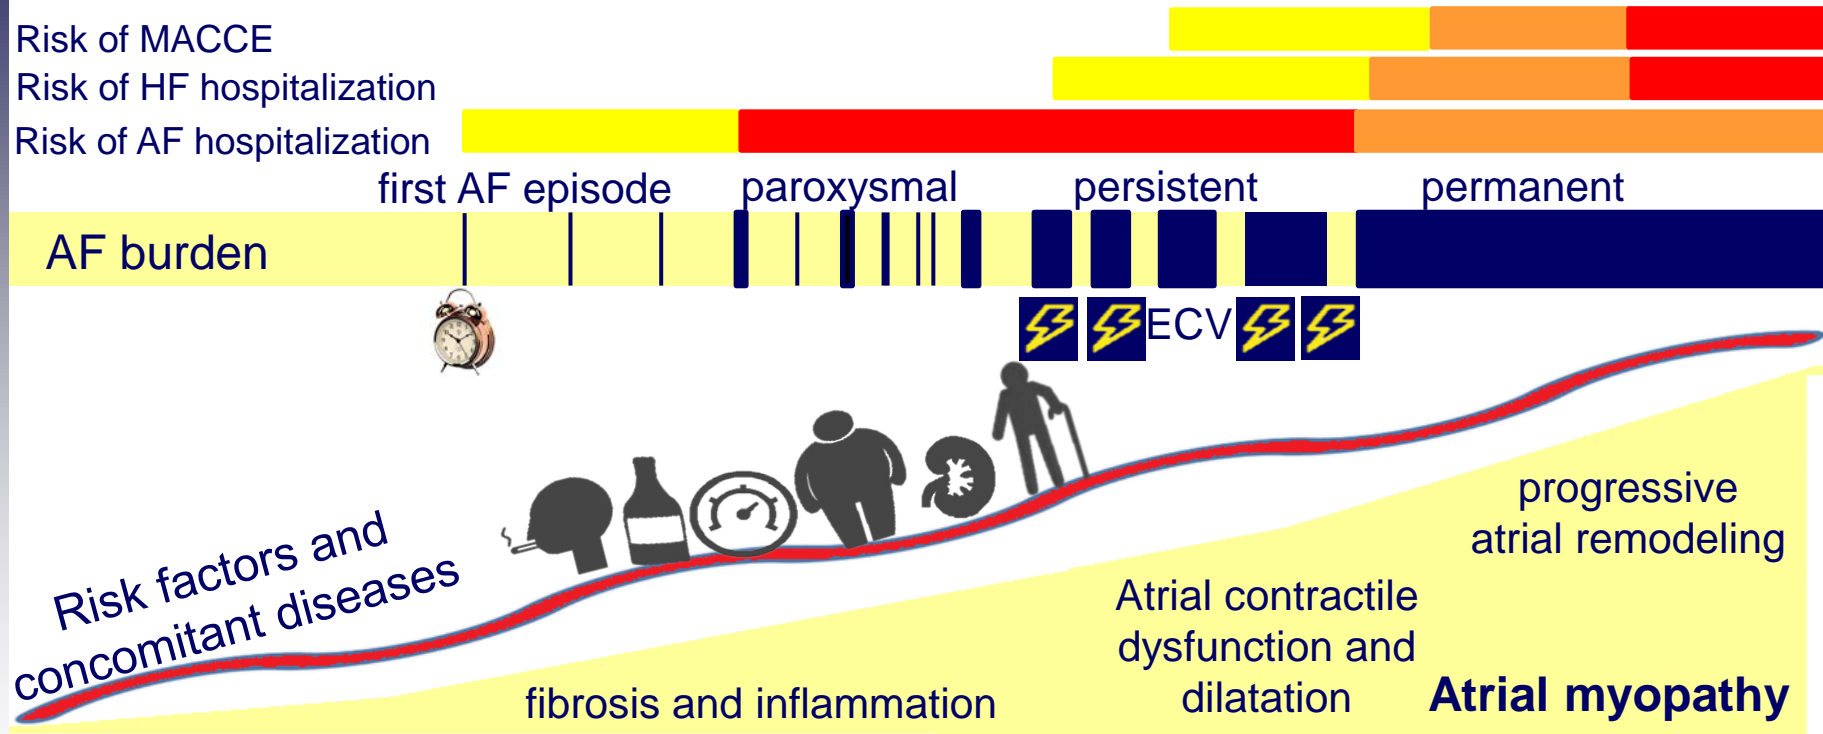 Risk of MACCE
Risk of HF hospitalization
Risk of AF hospitalization
first AF episode
paroxysmal
persistent
permanent
AF burden
ECV
Risk factors and
concomitant diseases
progressive
atrial remodeling
Atrial contractile
dysfunction and
dilatation
fibrosis and inflammation
Atrial myopathy